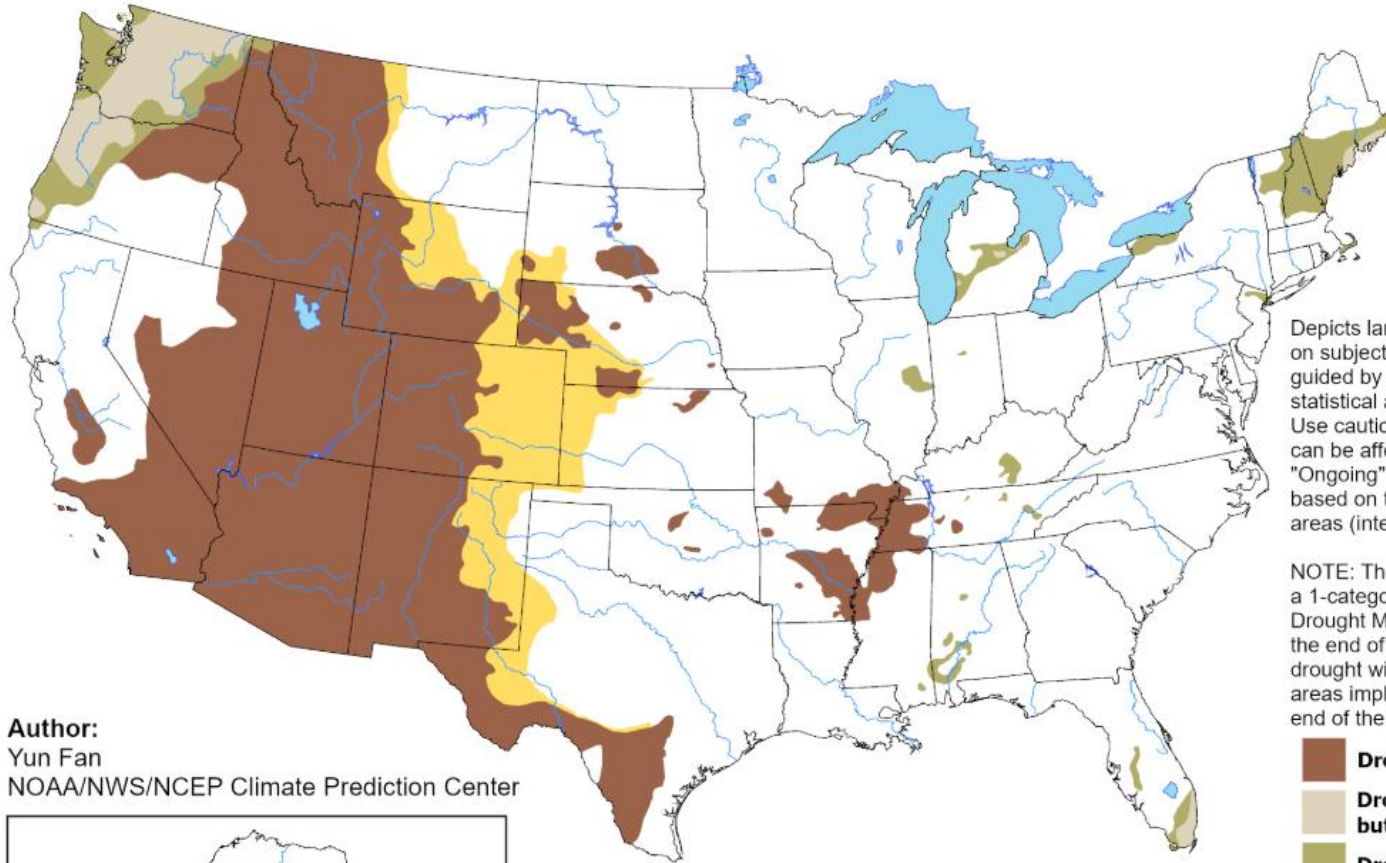 Depicts lar
on subject
guided by
statistical a
Use cautio
can be affe
"Ongoing"
based on t
areas (inte
NOTE: Th
a 1-catego
Drought M
the end of
drought wi
areas impl
end of the
Author:
Yun Fan
NOAA/NWS/NCEP Climate Prediction Center
Dro
Dro
but